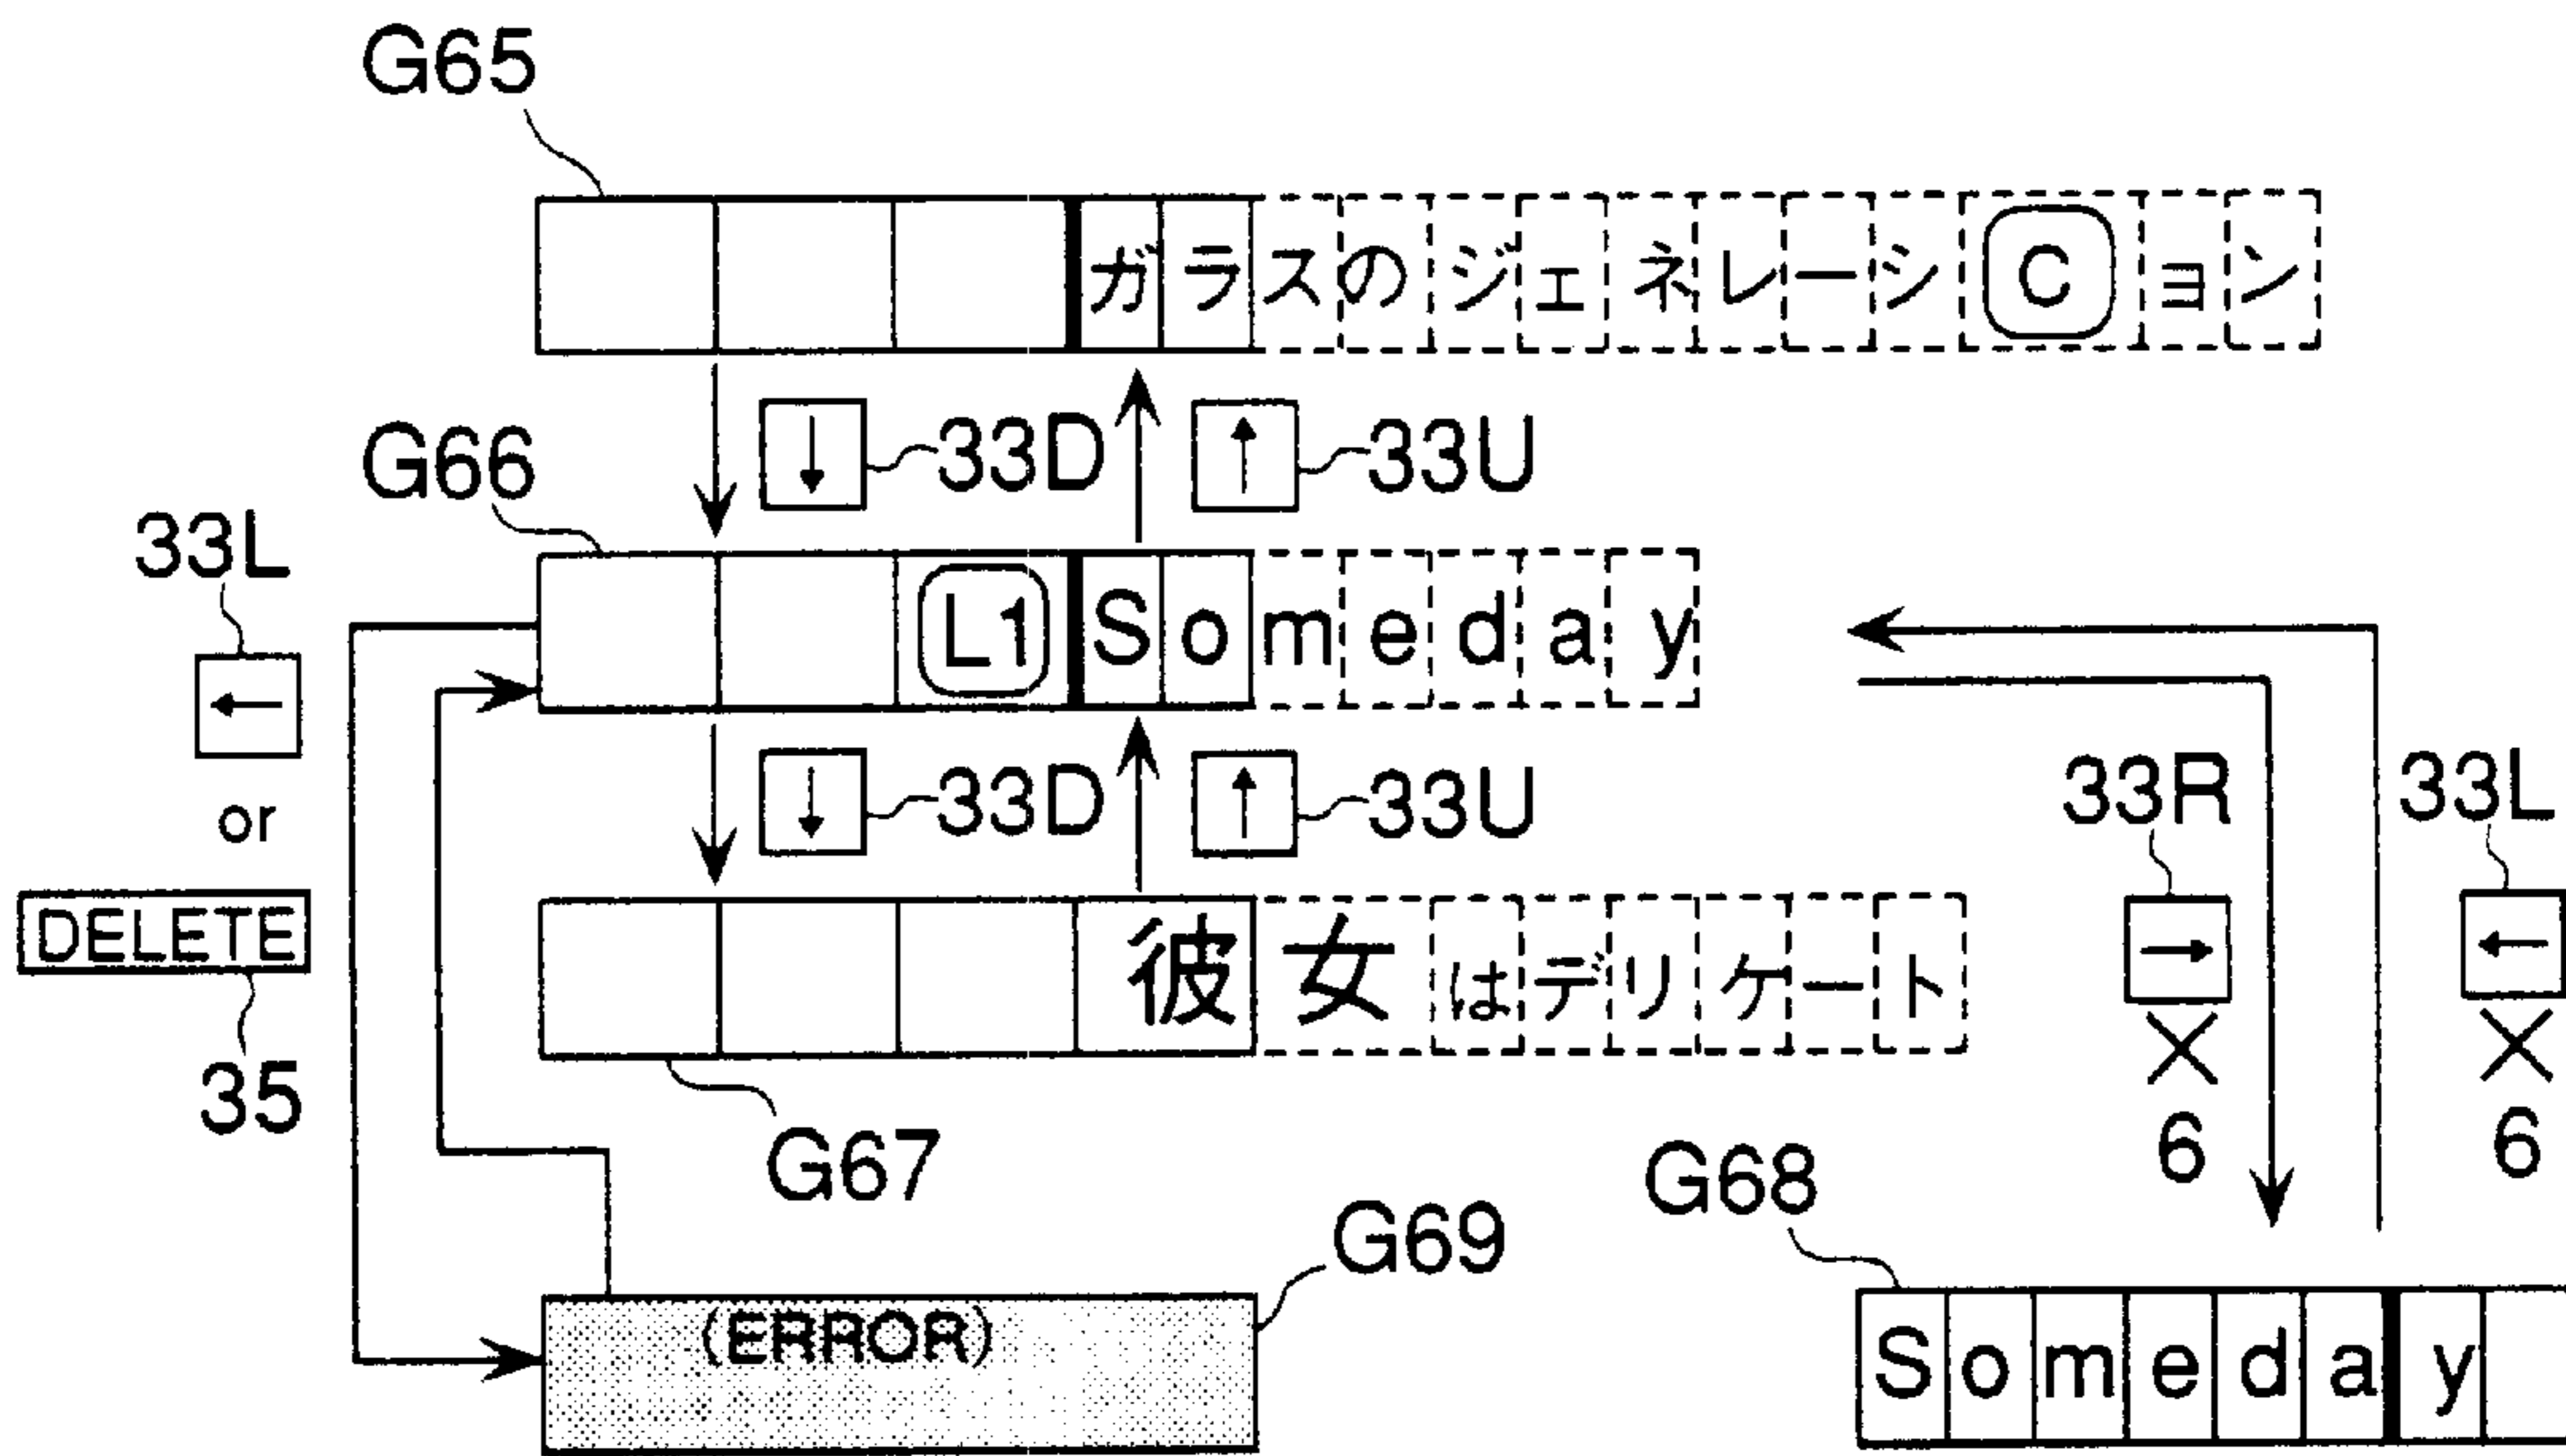 G65
ガラスのジェネレーシ C ョン
↓ 33D ↑ 33U
G66
33L
L1 Someday
←
or
DELETE
35
↓ 33D ↑ 33U
33R 33L
→ ←
彼女はデリケート
× ×
6 6
G67
G68
G69
(ERROR)
Someday